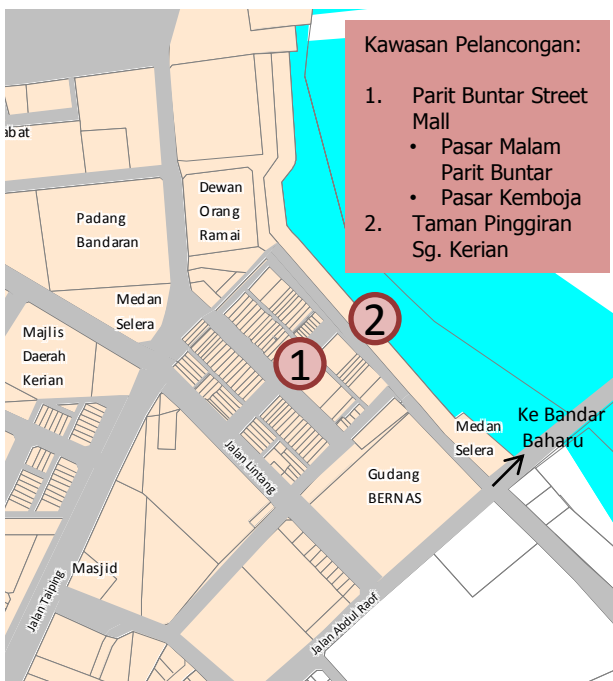 Kawasan Pelancongan:
1. Parit Buntar Street
Mall
• Pasar Malam
Parit Buntar
• Pasar Kemboja
2. Taman Pinggiran
Sg. Kerian
abat
Dewan
Orang
Ramai
Padang
Bandaran
Medan
Selera
Majlis
Daerah
Kerian
1
2
Ke Bandar
Baharu
Medan
Selera
Jalan Lintang
Gudang
BERNAS
Masjid
Jalan Taiping
Jalan Abdul Raof